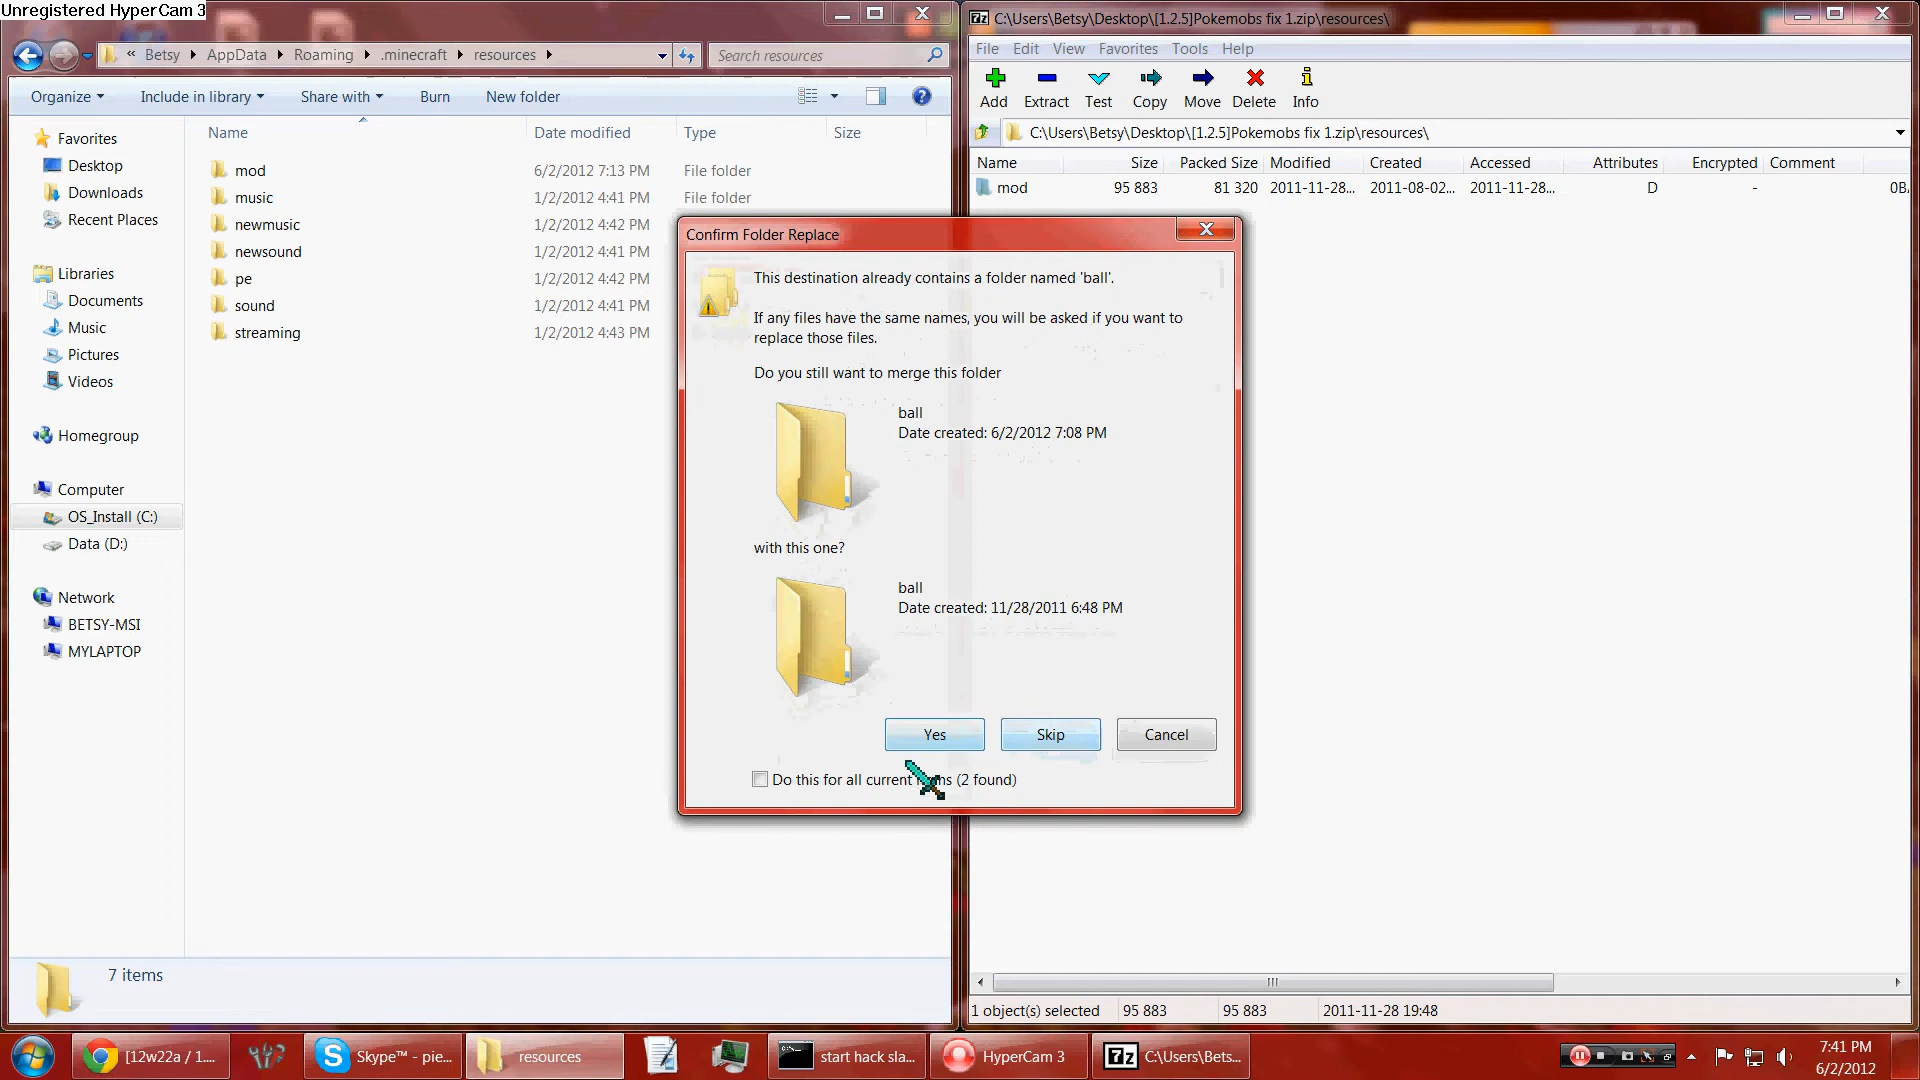 Unregistered HyperCam 3
« Betsy AppData Roaming .minecraft resources
Search resources
Organize Include in library Share with Burn New folder
Name Date modified Type Size
Favorites
Desktop
Downloads
Recent Places
Libraries
Documents
Music
Pictures
Videos
Homegroup
Computer
OS_Install (C:)
Data (D:)
Network
BETSY-MSI
MYLAPTOP
mod 6/2/2012 7:13 PM File folder
music 1/2/2012 4:41 PM File folder
newmusic 1/2/2012 4:42 PM
newsound 1/2/2012 4:41 PM
pe 1/2/2012 4:42 PM
sound 1/2/2012 4:41 PM
streaming 1/2/2012 4:43 PM
7 items
7z C:\Users\Betsy\Desktop\[1.2.5]Pokemobs fix 1.zip\resources\
File Edit View Favorites Tools Help
Add Extract Test Copy Move Delete Info
C:\Users\Betsy\Desktop\[1.2.5]Pokemobs fix 1.zip\resources\
Name Size Packed Size Modified Created Accessed Attributes Encrypted Comment
mod 95 883 81 320 2011-11-28... 2011-08-02... 2011-11-28... D - 0B
1 object(s) selected 95 883 95 883 2011-11-28 19:48
Confirm Folder Replace
This destination already contains a folder named 'ball'.
If any files have the same names, you will be asked if you want to
replace those files.
Do you still want to merge this folder
ball
Date created: 6/2/2012 7:08 PM
with this one?
ball
Date created: 11/28/2011 6:48 PM
Yes Skip Cancel
Do this for all current (2 found)
[12w22a / 1.... Skype™ - pie... resources start hack sla... HyperCam 3 7z C:\Users\Bets...
7:41 PM
6/2/2012